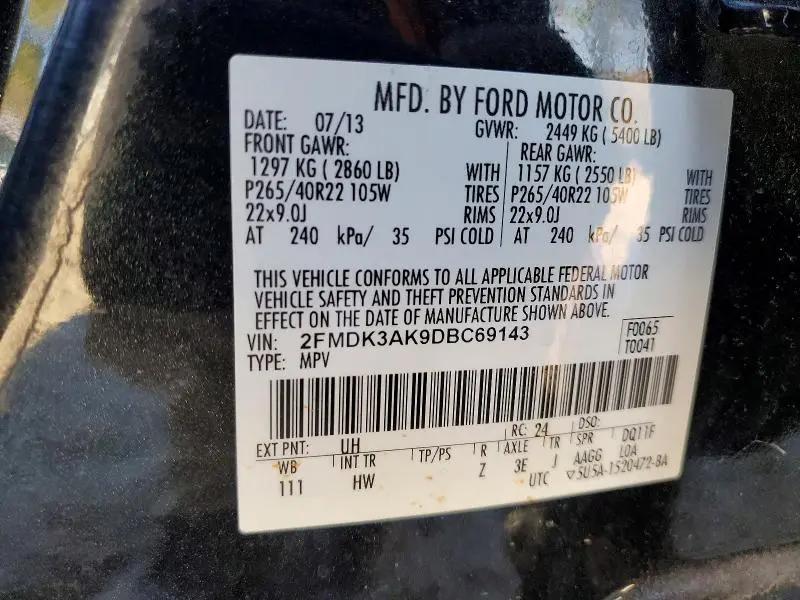 MFD. BY FORD MOTOR CO.
DATE: 07/13 GVWR: 2449 KG ( 5400 LB)
FRONT GAWR: REAR GAWR:
1297 KG ( 2860 LB) WITH 1157 KG ( 2550 LB) WITH
P265/40R22 105W TIRES P265/40R22 105W TIRES
22x9.0J RIMS 22x9.0J RIMS
AT 240 kPa/ 35 PSI COLD AT 240 kPa/ 35 PSI COLD
THIS VEHICLE CONFORMS TO ALL APPLICABLE FEDERAL MOTOR
VEHICLE SAFETY AND THEFT PREVENTION STANDARDS IN
EFFECT ON THE DATE OF MANUFACTURE SHOWN ABOVE.
VIN: 2FMDK3AK9DBC69143 F0065
TYPE: MPV T0041
EXT PNT: UH RC: 24 DSO:
WB INT TR TP/PS R AXLE TR SPR DQ11F
111 HW Z 3E J AAGG LOA
UTC ▽5U5A-1520472-BA